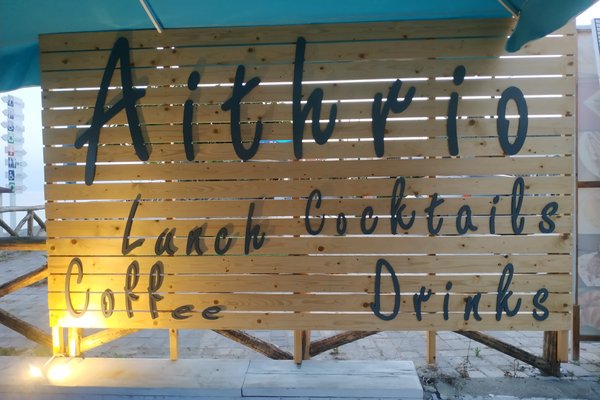 Aithrio
Lunch Cocktails
Coffee Drinks